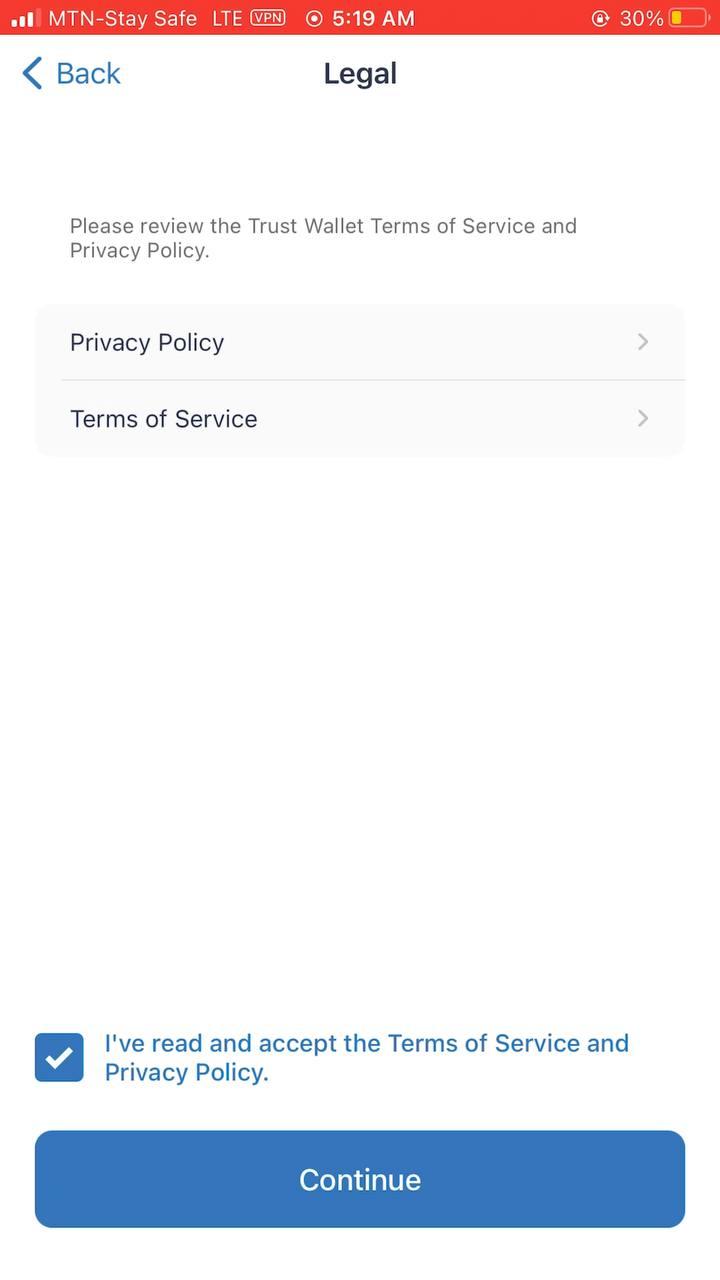 MTN-Stay Safe LTE VPN 5:19 AM 30%
Back Legal
Please review the Trust Wallet Terms of Service and
Privacy Policy.
Privacy Policy
Terms of Service
I've read and accept the Terms of Service and
Privacy Policy.
Continue